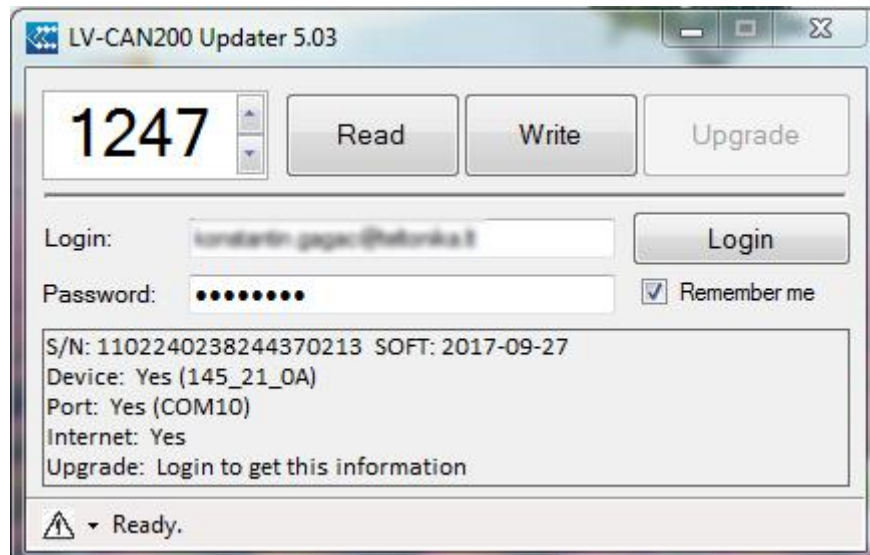 LV-CAN200 Updater 5.03
1247 Read Write Upgrade
Login: Login
Password: •••••••• Remember me
S/N: 1102240238244370213 SOFT: 2017-09-27
Device: Yes (145_21_0A)
Port: Yes (COM10)
Internet: Yes
Upgrade: Login to get this information
Ready.